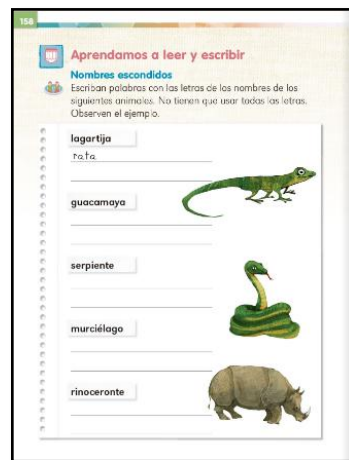 158
Aprendamos a leer y escribir
Nombres escondidos
Escriban palabras con las letras de los nombres de los
siguientes animales. No tienen que usar todas las letras.
Observen el ejemplo.
lagartija
rata
guacamaya
serpiente
murciélago
rinoceronte